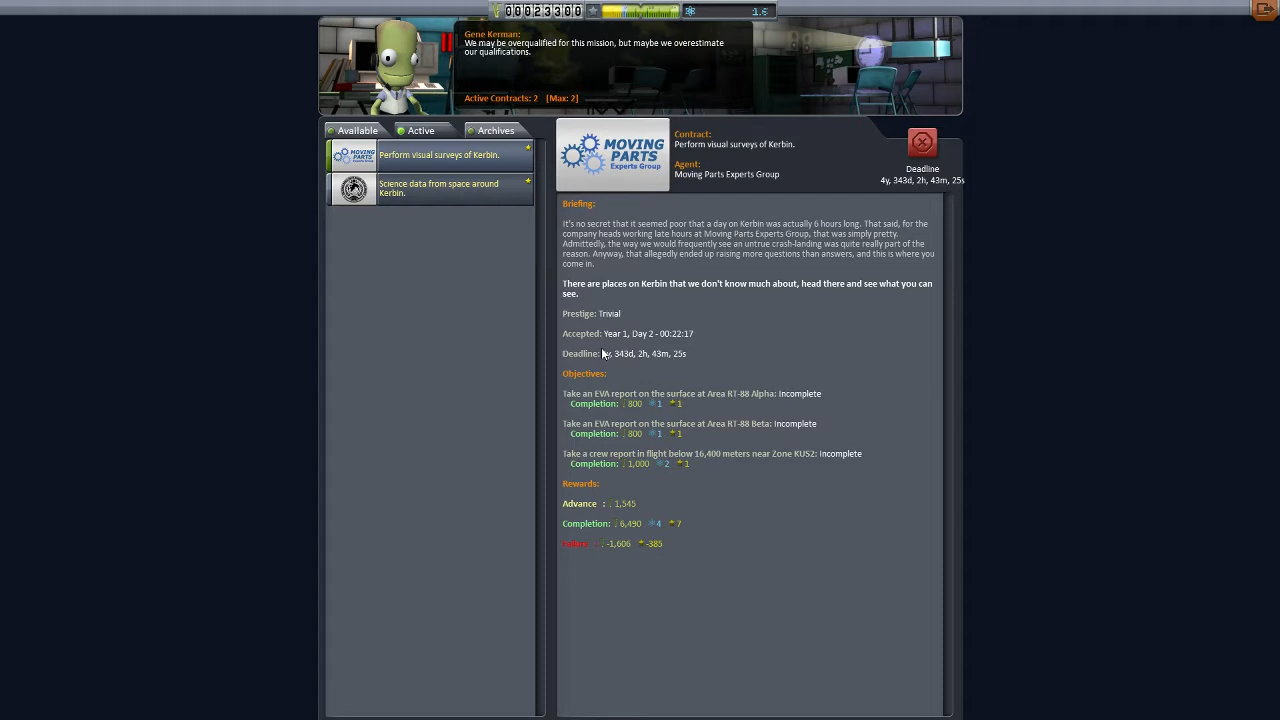 00023300
1.6
Gene Kerman:
We may be overqualified for this mission, but maybe we overestimate
our qualifications.
Active Contracts: 2 [Max: 2]
Available
Active
Archives
Perform visual surveys of Kerbin.
Science data from space around
Kerbin.
MOVING
PARTS
Experts Group
MOVING
PARTS
Experts Group
Contract:
Perform visual surveys of Kerbin.
Agent:
Moving Parts Experts Group
Deadline
4y, 343d, 2h, 43m, 25s
Briefing:
It's no secret that it seemed poor that a day on Kerbin was actually 6 hours long. That said, for the
company heads working late hours at Moving Parts Experts Group, that was simply pretty.
Admittedly, the way we would frequently see an untrue crash-landing was quite really part of the
reason. Anyway, that allegedly ended up raising more questions than answers, and this is where you
come in.
There are places on Kerbin that we don't know much about, head there and see what you can
see.
Prestige: Trivial
Accepted: Year 1, Day 2 - 00:22:17
Deadline: y, 343d, 2h, 43m, 25s
Objectives:
Take an EVA report on the surface at Area RT-88 Alpha: Incomplete
Completion: 800 1 1
Take an EVA report on the surface at Area RT-88 Beta: Incomplete
Completion: 800 1 1
Take a crew report in flight below 16,400 meters near Zone KUS2: Incomplete
Completion: 1,000 2 1
Rewards:
Advance : 1,545
Completion: 6,490 4 7
Failure : -1,606 -385